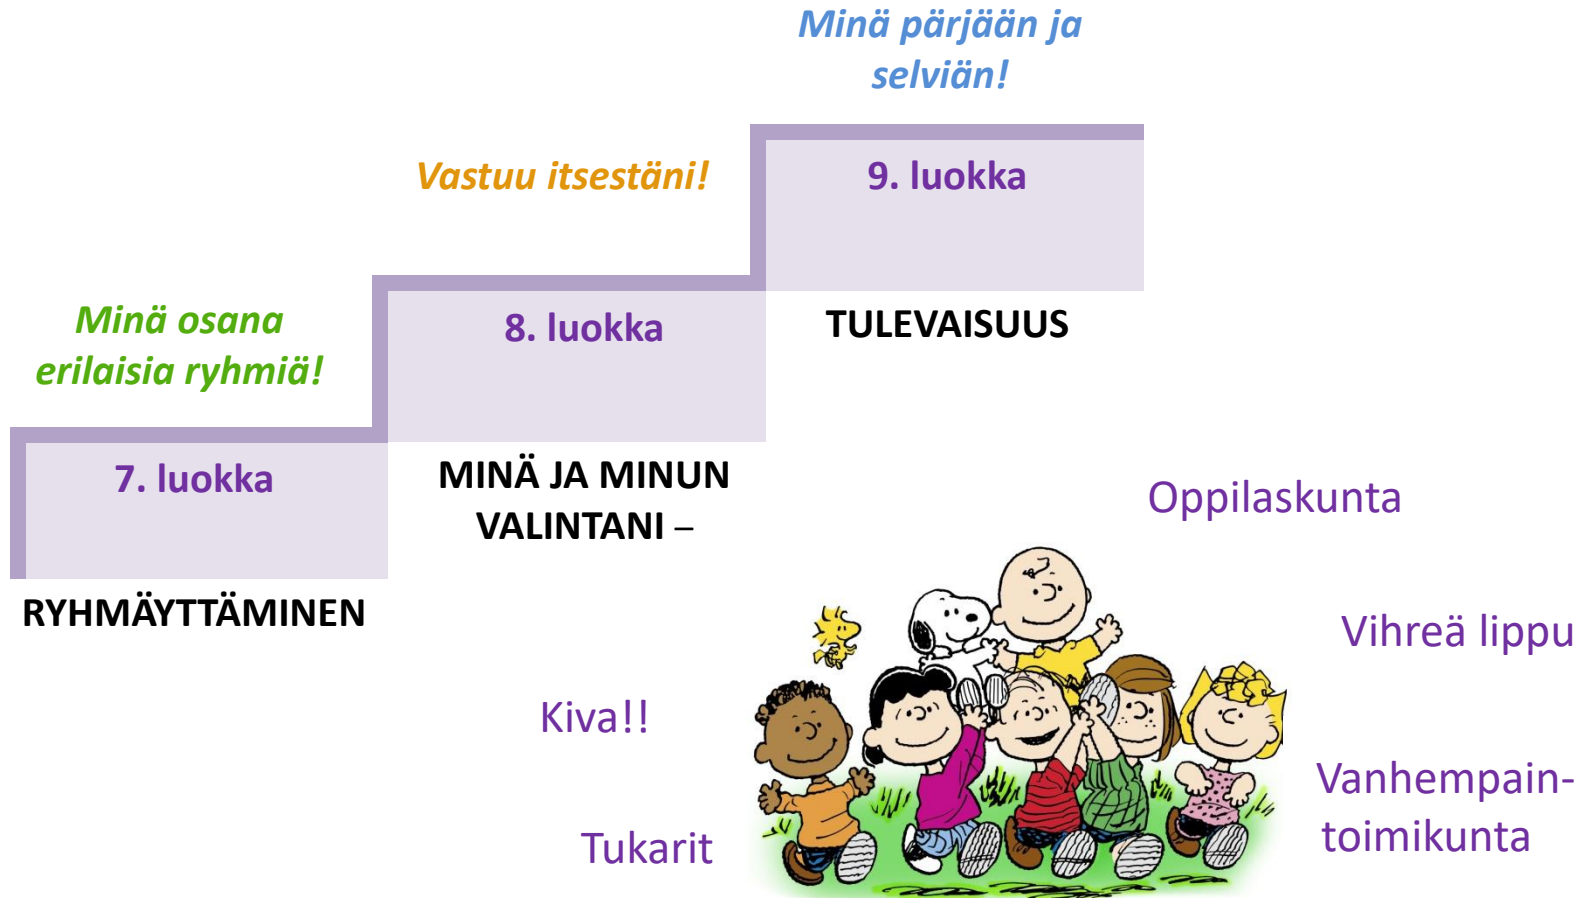 Minä pärjään ja
selviän!
Vastuu itsestäni!
9. luokka
Minä osana
erilaisia ryhmiä!
8. luokka
TULEVAISUUS
7. luokka
MINÄ JA MINUN
VALINTANI –
RYHMÄYTTÄMINEN
Oppilaskunta
Vihreä lippu
Kiva!!
Vanhempain-
toimikunta
Tukarit